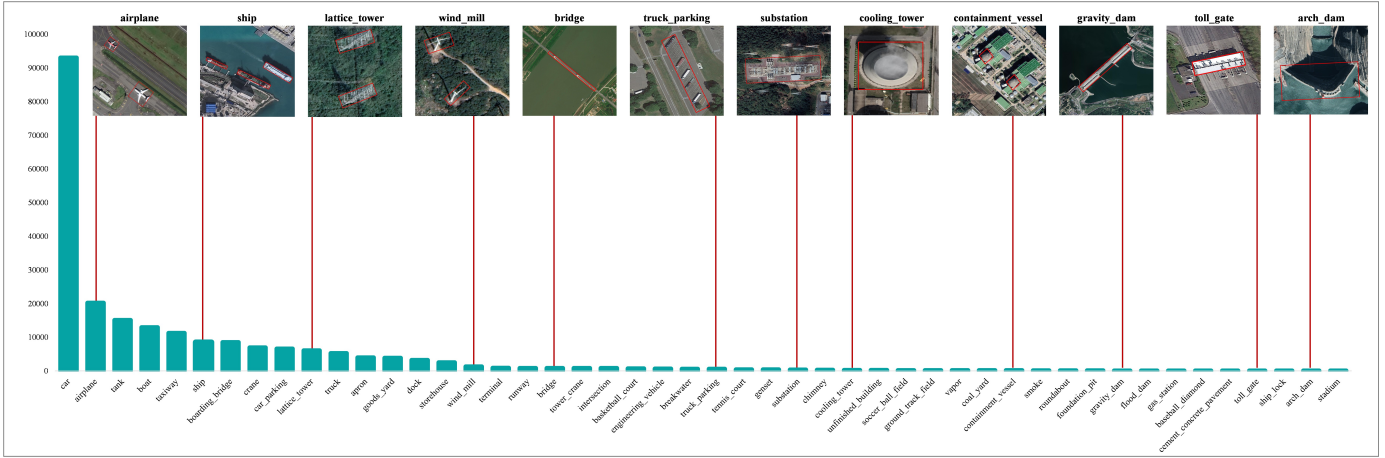 airplane ship lattice_tower wind_mill bridge truck_parking substation cooling_tower containment_vessel gravity_dam toll_gate arch_dam
100000
90000
80000
70000
60000
50000
40000
30000
20000
10000
0
car
airplane
tank
boat
taxiway
ship
boarding_bridge
crane
car_parking
lattice_tower
truck
apron
goods_yard
dock
storehouse
wind_mill
terminal
runway
bridge
tower_crane
intersection
basketball_court
engineering_vehicle
breakwater
truck_parking
tennis_court
genset
substation
chimney
cooling_tower
unfinished_building
soccer_ball_field
ground_track_field
vapor
coal_yard
containment_vessel
smoke
roundabout
foundation_pit
gravity_dam
flood_dam
gas_station
baseball_diamond
cement_concrete_pavement
toll_gate
ship_lock
arch_dam
stadium